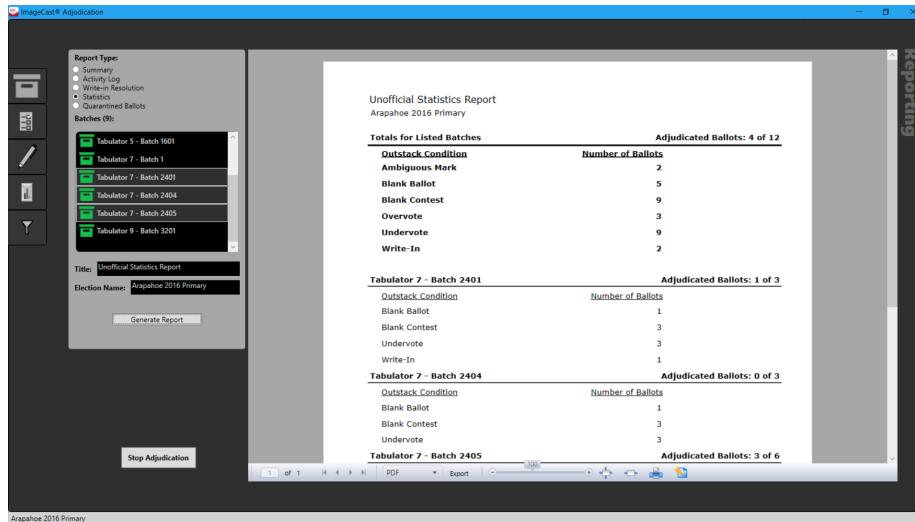 ImageCast® Adjudication
Reporting
Report Type:
Summary
Activity Log
Write-in Resolution
Statistics
Quarantined Ballots
Batches (9):
Tabulator 5 - Batch 1601
Tabulator 7 - Batch 1
Tabulator 7 - Batch 2401
Tabulator 7 - Batch 2404
Tabulator 7 - Batch 2405
Tabulator 9 - Batch 3201
Title: Unofficial Statistics Report
Election Name: Arapahoe 2016 Primary
Generate Report
Stop Adjudication
Unofficial Statistics Report
Arapahoe 2016 Primary
Totals for Listed Batches Adjudicated Ballots: 4 of 12
Outstack Condition Number of Ballots
Ambiguous Mark 2
Blank Ballot 5
Blank Contest 9
Overvote 3
Undervote 9
Write-In 2
Tabulator 7 - Batch 2401 Adjudicated Ballots: 1 of 3
Outstack Condition Number of Ballots
Blank Ballot 1
Blank Contest 3
Undervote 3
Write-In 1
Tabulator 7 - Batch 2404 Adjudicated Ballots: 0 of 3
Outstack Condition Number of Ballots
Blank Ballot 1
Blank Contest 3
Undervote 3
Tabulator 7 - Batch 2405 Adjudicated Ballots: 3 of 6
1 of 1 PDF Export 100
Arapahoe 2016 Primary